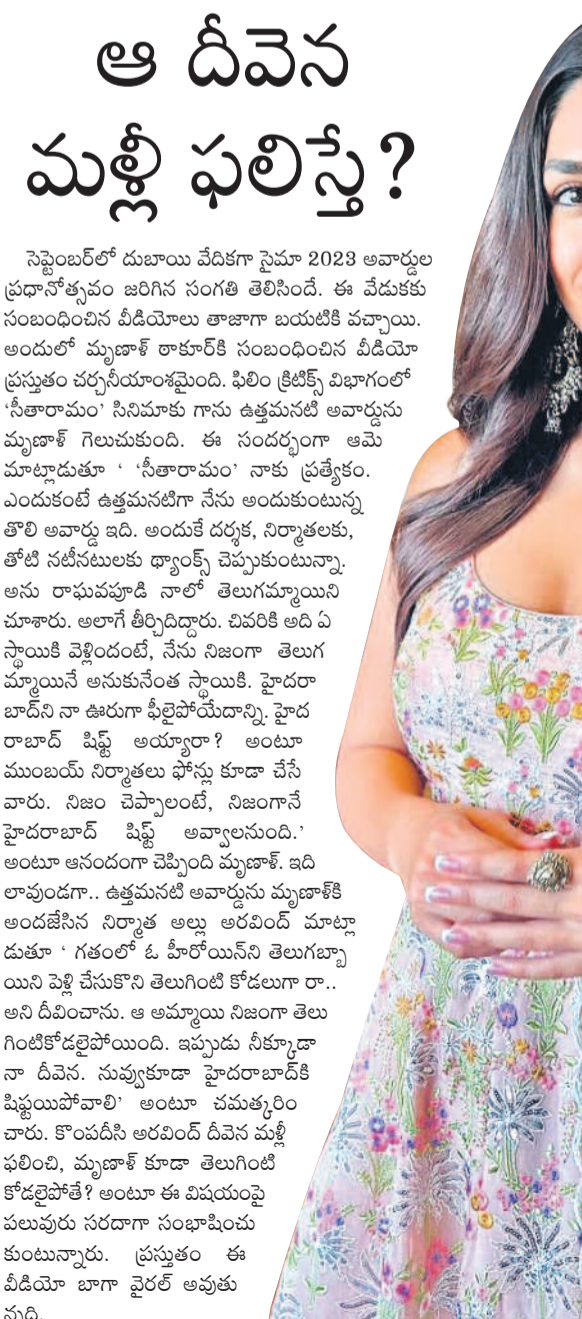 ఆ దీవెన
మళ్లీ ఫలిస్తే?
సెప్టెంబర్‌లో దుబాయి వేదికగా సైమా 2023 అవార్డుల
ప్రధానోత్సవం జరిగిన సంగతి తెలిసిందే. ఈ వేడుకకు
సంబంధించిన వీడియోలు తాజాగా బయటికి వచ్చాయి.
అందులో మృణాళ్ ఠాకూర్‌కి సంబంధించిన వీడియో
ప్రస్తుతం చర్చనీయాంశమైంది. ఫిలిం క్రిటిక్స్ విభాగంలో
‘సీతారామం’ సినిమాకు గాను ఉత్తమనటి అవార్డును
మృణాళ్ గెలుచుకుంది. ఈ సందర్భంగా ఆమె
మాట్లాడుతూ ‘ ‘సీతారామం’ నాకు ప్రత్యేకం.
ఎందుకంటే ఉత్తమనటిగా నేను అందుకుంటున్న
తొలి అవార్డు ఇది. అందుకే దర్శక, నిర్మాతలకు,
తోటి నటీనటులకు థ్యాంక్స్ చెప్పుకుంటున్నా.
అను రాఘవపూడి నాలో తెలుగమ్మాయిని
చూశారు. అలాగే తీర్చిదిద్దారు. చివరికి అది ఏ
స్థాయికి వెళ్లిందంటే, నేను నిజంగా తెలుగ
మ్మాయినే అనుకునేంత స్థాయికి. హైదరా
బాద్‌ని నా ఊరుగా ఫీలైపోయేదాన్ని. హైద
రాబాద్ షిఫ్ట్ అయ్యారా? అంటూ
ముంబయ్ నిర్మాతలు ఫోన్లు కూడా చేసే
వారు. నిజం చెప్పాలంటే, నిజంగానే
హైదరాబాద్ షిఫ్ట్ అవ్వాలనుంది.’
అంటూ ఆనందంగా చెప్పింది మృణాళ్. ఇది
లావుండగా.. ఉత్తమనటి అవార్డును మృణాళ్‌కి
అందజేసిన నిర్మాత అల్లు అరవింద్ మాట్లా
డుతూ ‘ గతంలో ఓ హీరోయిన్‌ని తెలుగబ్బా
యిని పెళ్లి చేసుకొని తెలుగింటి కోడలుగా రా..
అని దీవించాను. ఆ అమ్మాయి నిజంగా తెలు
గింటికోడలైపోయింది. ఇప్పుడు నీక్కూడా
నా దీవెన. నువ్వుకూడా హైదరాబాద్‌కి
షిఫ్టయిపోవాలి’ అంటూ చమత్కరిం
చారు. కొంపదీసి అరవింద్ దీవెన మళ్లీ
ఫలించి, మృణాళ్ కూడా తెలుగింటి
కోడలైపోతే? అంటూ ఈ విషయంపై
పలువురు సరదాగా సంభాషించు
కుంటున్నారు. ప్రస్తుతం ఈ
వీడియో బాగా వైరల్ అవుతు
న్నది.